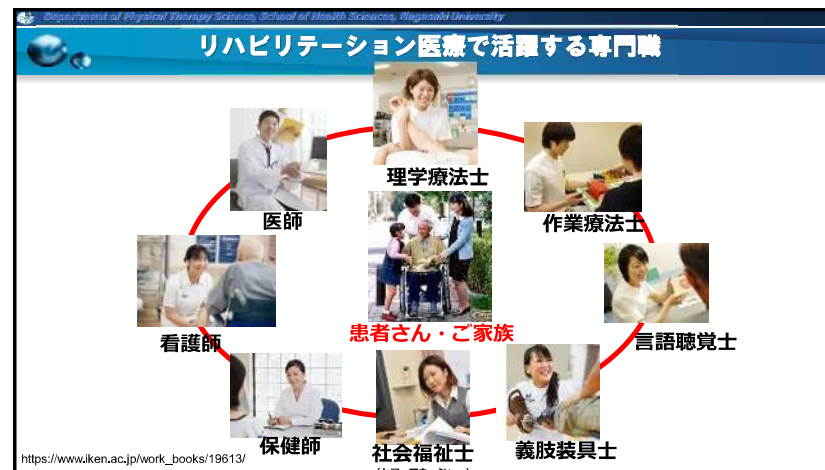 Department of Physical Therapy Science, School of Health Sciences, Nagasaki University
リハビリテーション医療で活躍する専門職
理学療法士
医師
作業療法士
看護師
患者さん・ご家族
言語聴覚士
保健師
社会福祉士
義肢装具士
https://www.iken.ac.jp/work_books/19613/